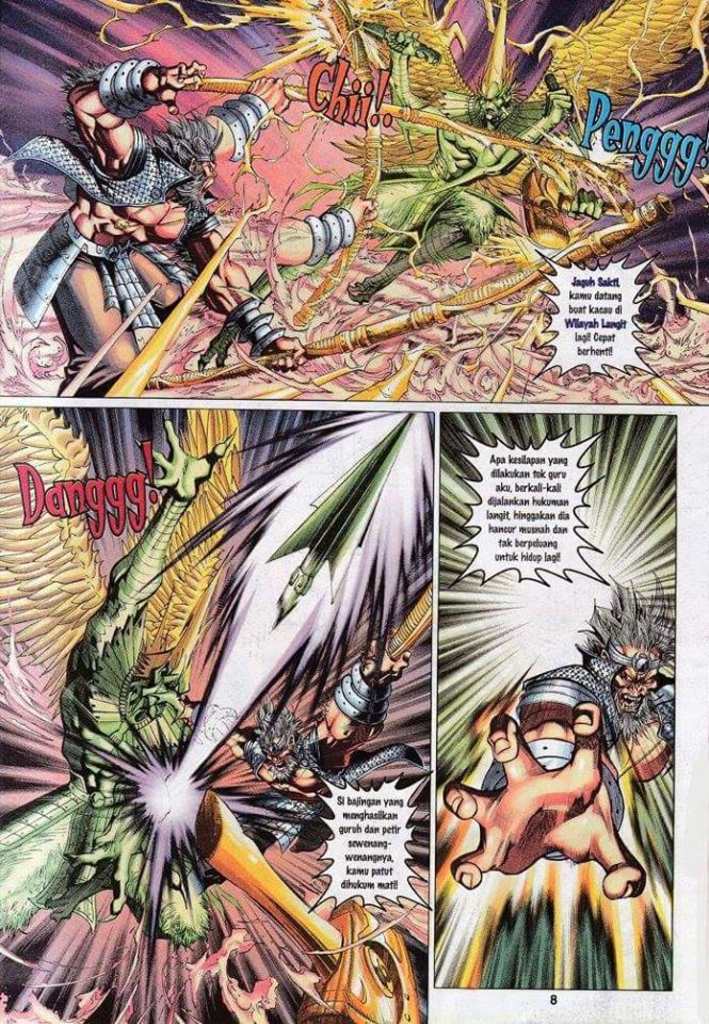 Chii!..
Penggg!
Jaguh Sakti,
kamu datang
buat kacau di
Wilayah Langit
lagi! Cepat
berhenti!!
Danggg!
Apa kesilapan yang
dilakukan tok guru
aku, berkali-kali
dijalankan hukuman
langit, hinggakan dia
hancur musnah dan
tak berpeluang
untuk hidup lagi!
Si bajingan yang
menghasilkan
guruh dan petir
sewenang-
wenangnya,
kamu patut
dihukum mati!!
8